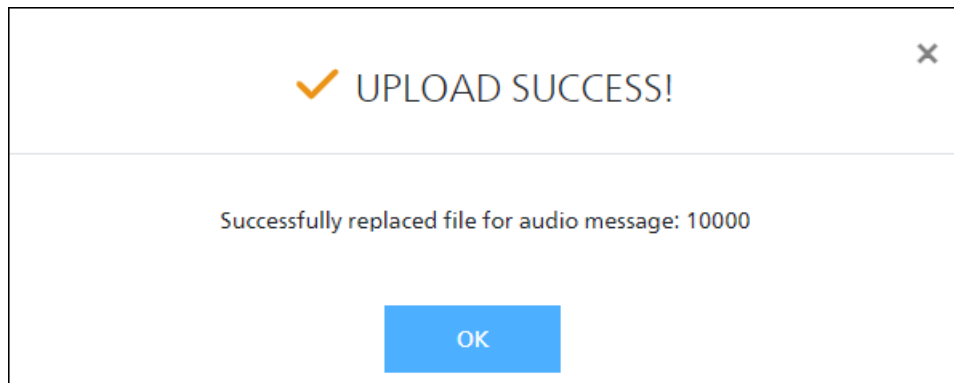 UPLOAD SUCCESS!
Successfully replaced file for audio message: 10000
OK